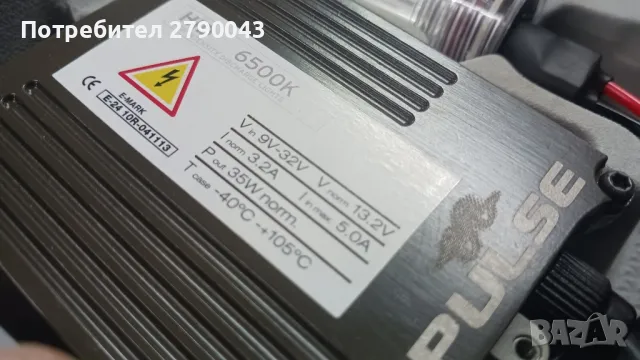 Потребител 2790043
6500K
E-MARK
E-24 10R-041113
CE
V in 9V-32V V norm 13.2V
I norm 3.2A I in max 5.0A
P out 35W norm.
T case -40°C-+105°C
PULSE
BAZAR